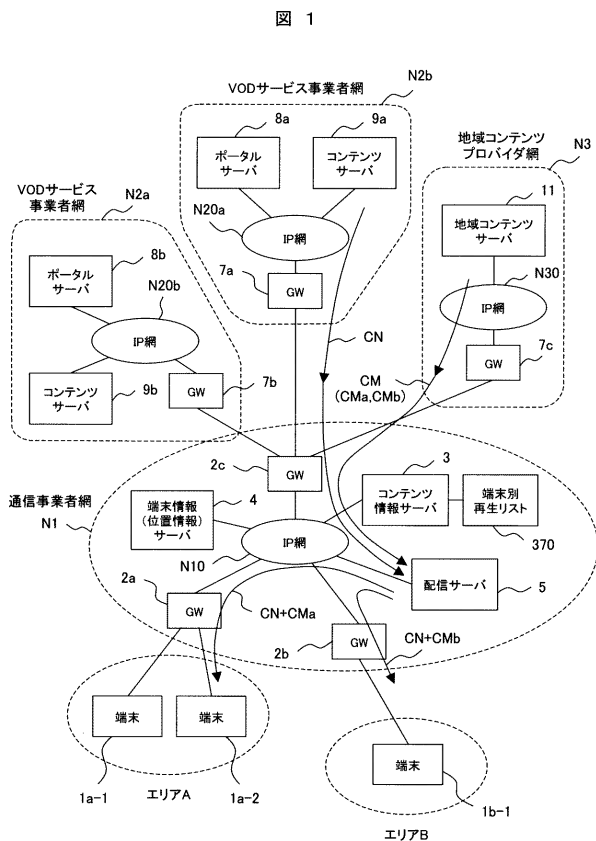 図 1
VODサービス事業者網
N2b
8a
9a
ポータル
サーバ
コンテンツ
サーバ
N20a
IP網
7a
GW
地域コンテンツ
プロバイダ網
N3
11
地域コンテンツ
サーバ
N30
IP網
GW
7c
VODサービス
事業者網
N2a
8b
ポータル
サーバ
N20b
IP網
コンテンツ
サーバ
9b
GW
7b
CN
CM
(CMa,CMb)
2c
GW
3
通信事業者網
N1
4
端末情報
(位置情報)
サーバ
コンテンツ
情報サーバ
端末別
再生リスト
370
N10
IP網
配信サーバ
5
2a
GW
CN+CMa
2b
GW
CN+CMb
端末
端末
1a-1
エリアA
1a-2
端末
1b-1
エリアB